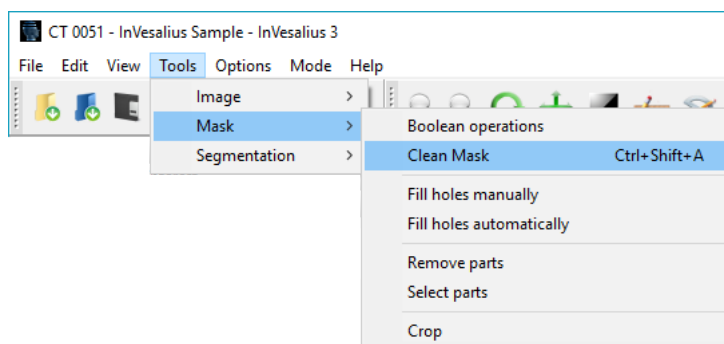 CT 0051 - InVesalius Sample - InVesalius 3
File Edit View Tools Options Mode Help
Image
Mask
Segmentation
Boolean operations
Clean Mask Ctrl+Shift+A
Fill holes manually
Fill holes automatically
Remove parts
Select parts
Crop